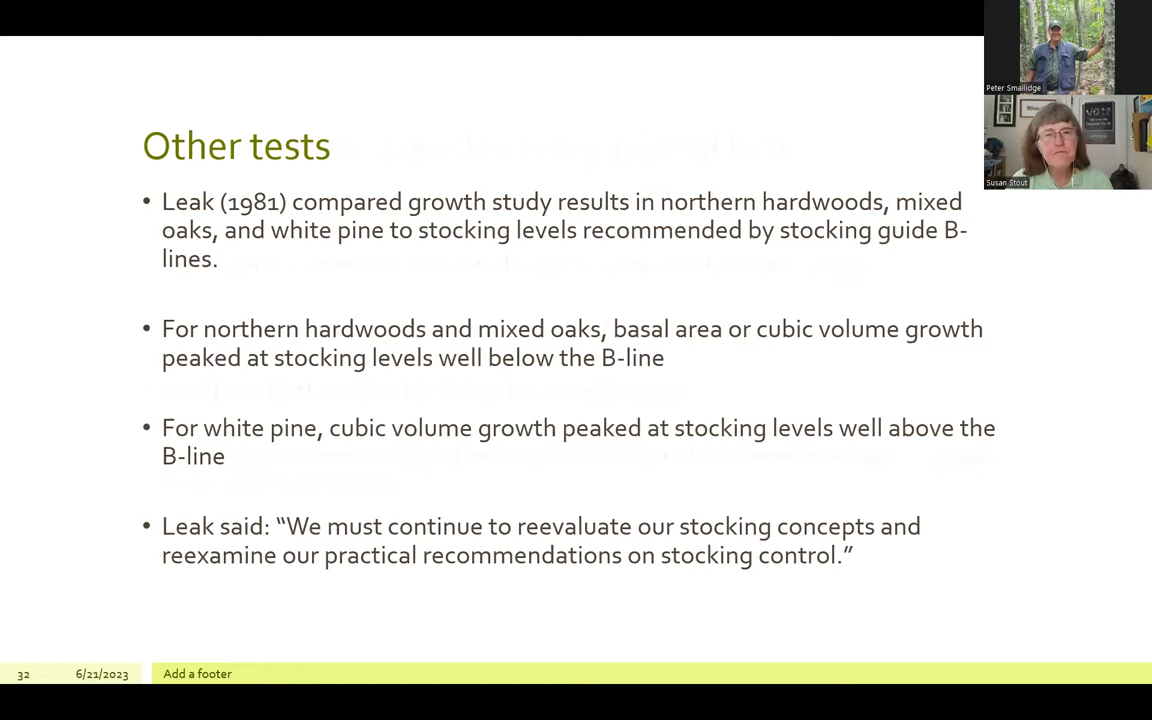 Other tests
• Leak (1981) compared growth study results in northern hardwoods, mixed
oaks, and white pine to stocking levels recommended by stocking guide B-
lines.
• For northern hardwoods and mixed oaks, basal area or cubic volume growth
peaked at stocking levels well below the B-line
• For white pine, cubic volume growth peaked at stocking levels well above the
B-line
• Leak said: “We must continue to reevaluate our stocking concepts and
reexamine our practical recommendations on stocking control.”
32
6/21/2023
Add a footer
Peter Smallidge
Susan Stout